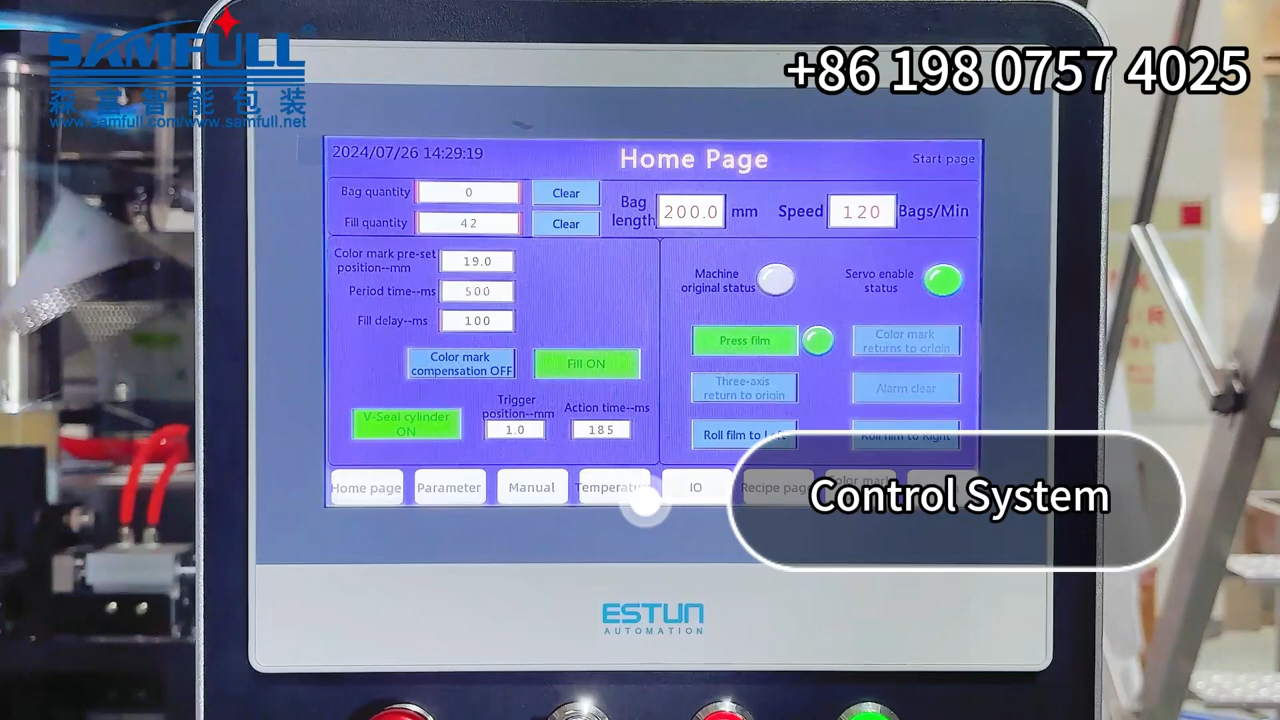 SAMFULL®
森富智能包装
www.samfull.com/www.samfull.net
+86 198 0757 4025
2024/07/26 14:29:19
Home Page
Start page
Bag quantity
0
Clear
Fill quantity
42
Clear
Bag
length
200.0
mm
Speed
120
Bags/Min
Color mark pre-set
position--mm
19.0
Period time--ms
500
Fill delay--ms
100
Color mark
compensation OFF
Fill ON
V-Seal cylinder
ON
Trigger
position--mm
1.0
Action time--ms
185
Machine
original status
Servo enable
status
Press film
Color mark
returns to origin
Three-axis
return to origin
Alarm clear
Roll film to Left
Roll film to Right
Home page
Parameter
Manual
Temperature
IO
Recipe page
Color mark
Control System
ESTUN
AUTOMATION